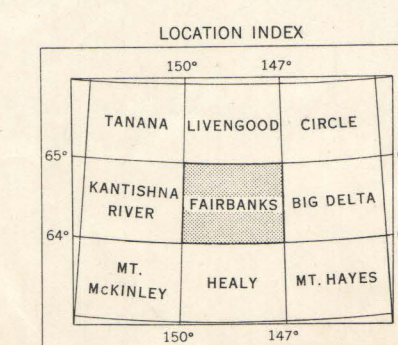 LOCATION INDEX
150° 147°
TANANA LIVENGOOD CIRCLE
65°
KANTISHNA RIVER FAIRBANKS BIG DELTA
64°
MT. McKINLEY HEALY MT. HAYES
150° 147°